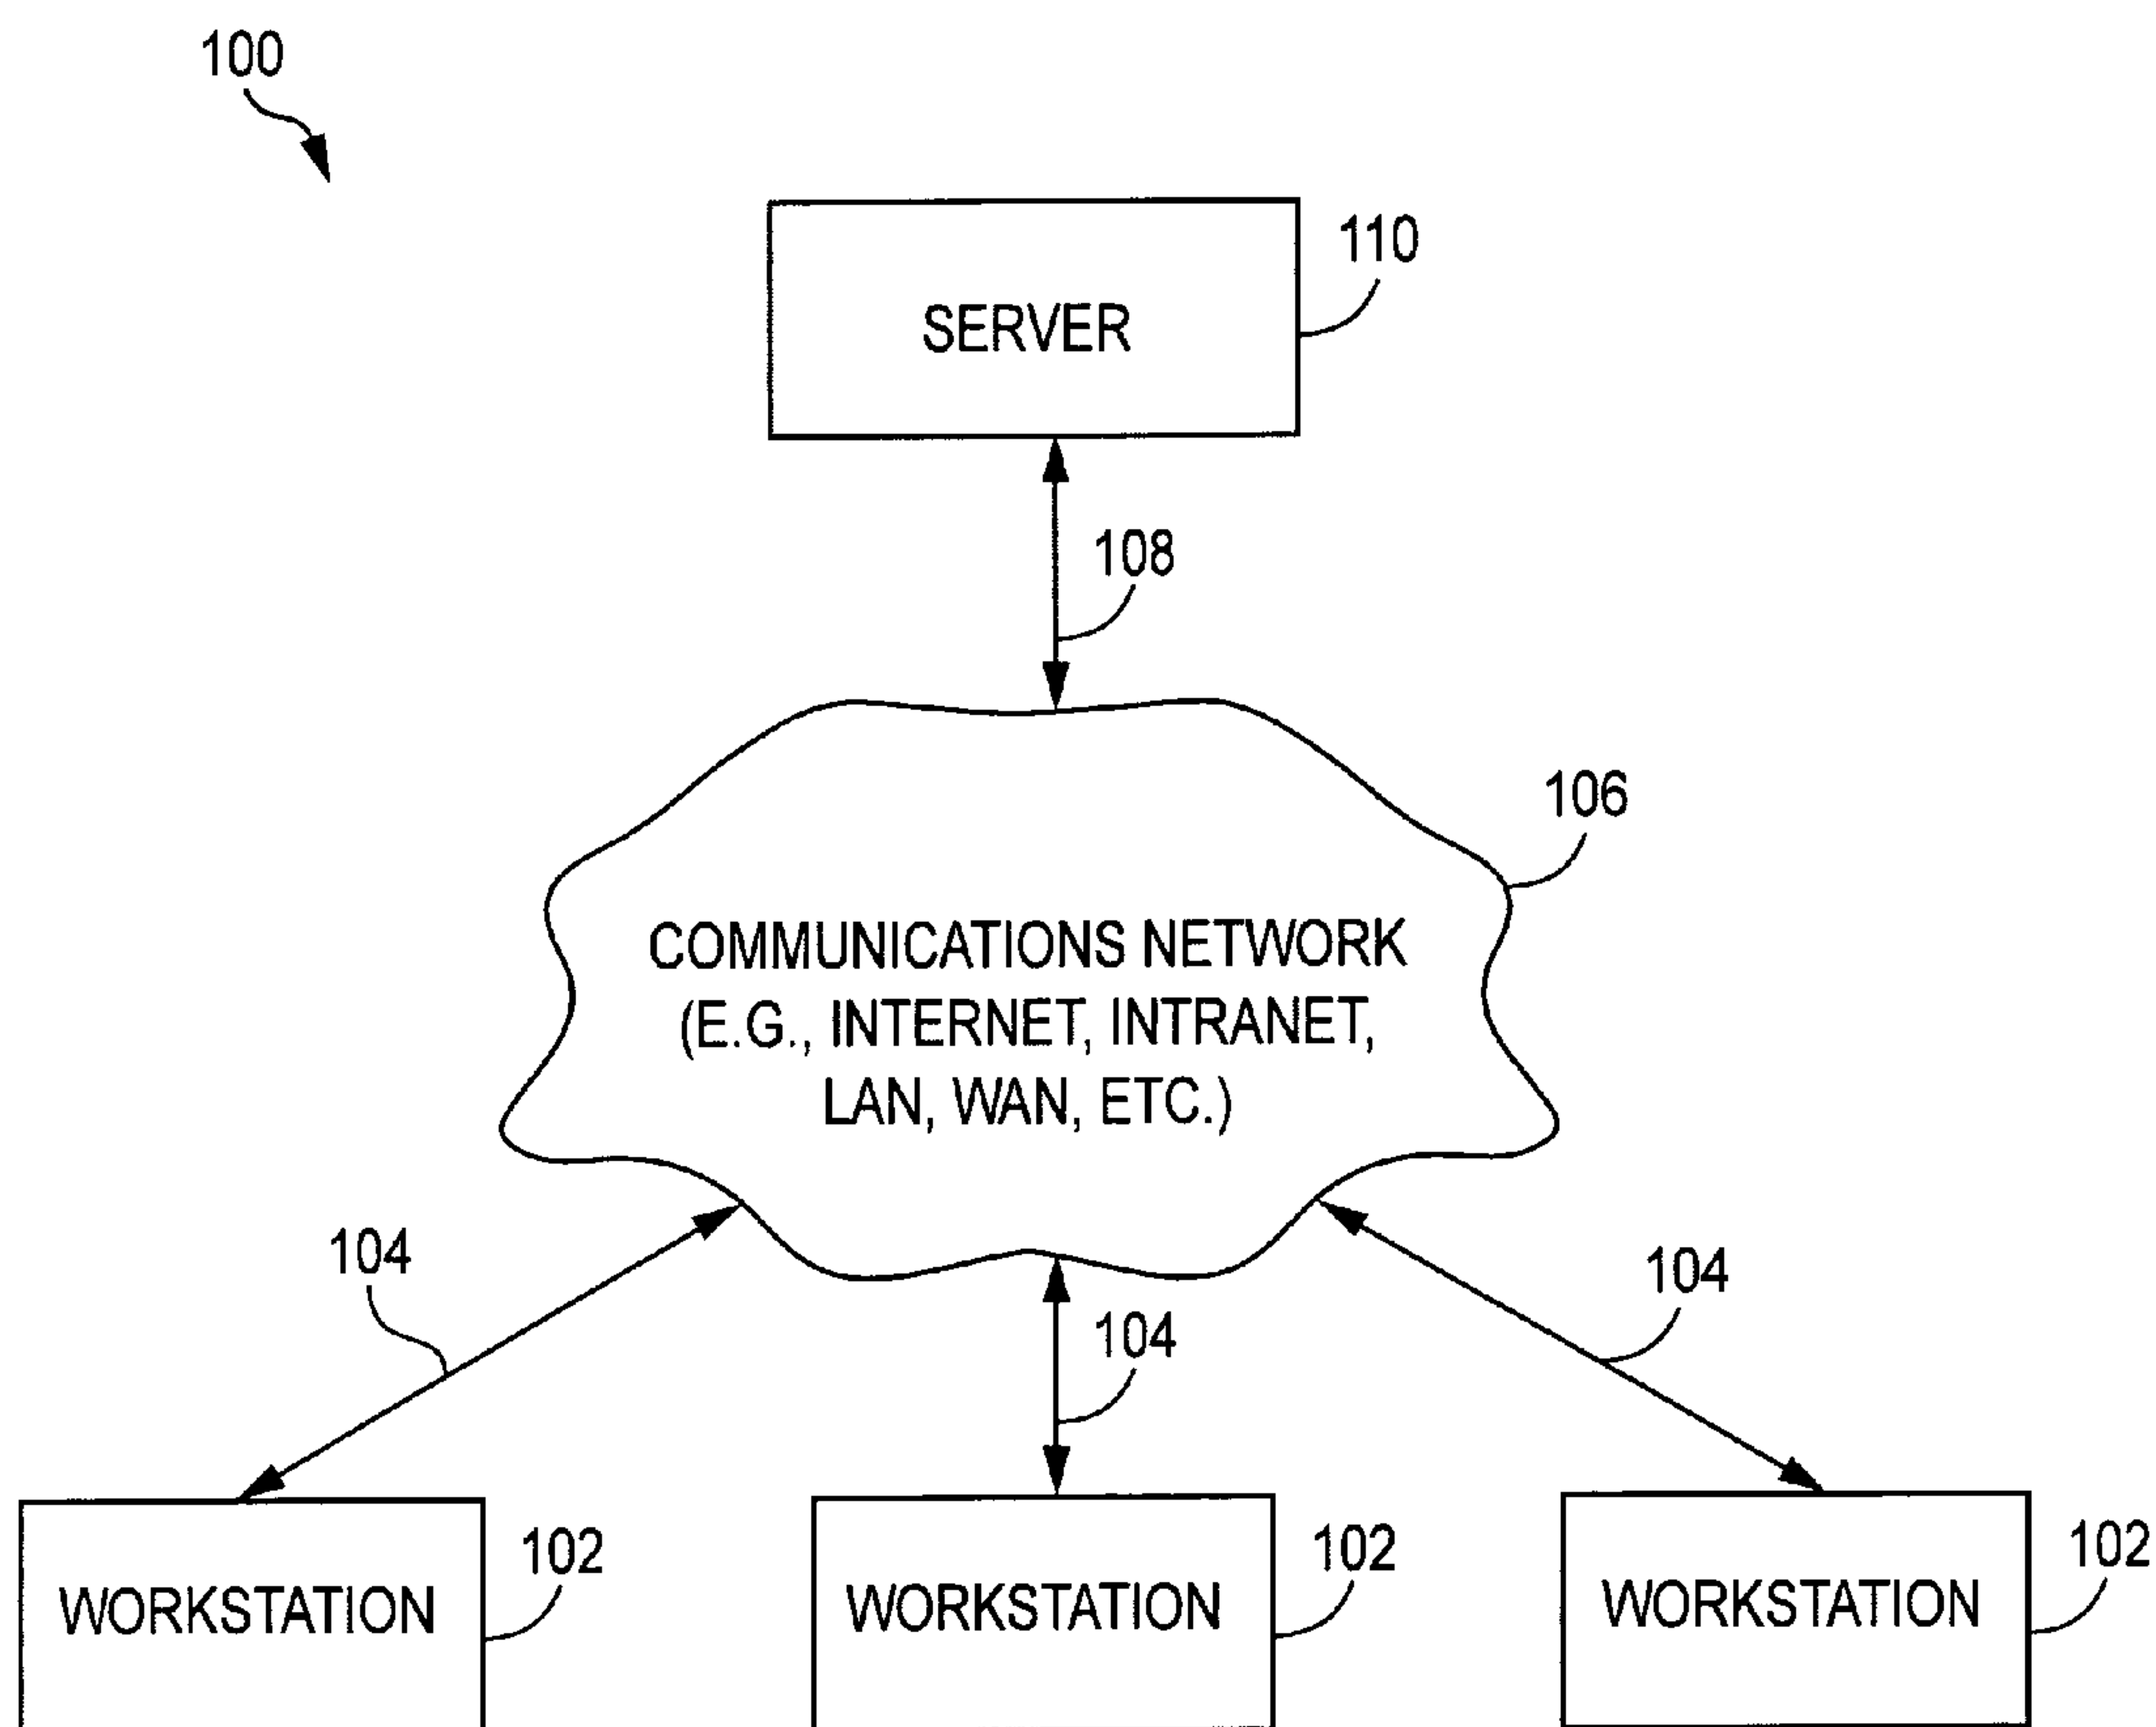 100
110
SERVER
108
106
COMMUNICATIONS NETWORK
(E.G., INTERNET, INTRANET,
LAN, WAN, ETC.)
104
104
104
102
102
102
WORKSTATION
WORKSTATION
WORKSTATION